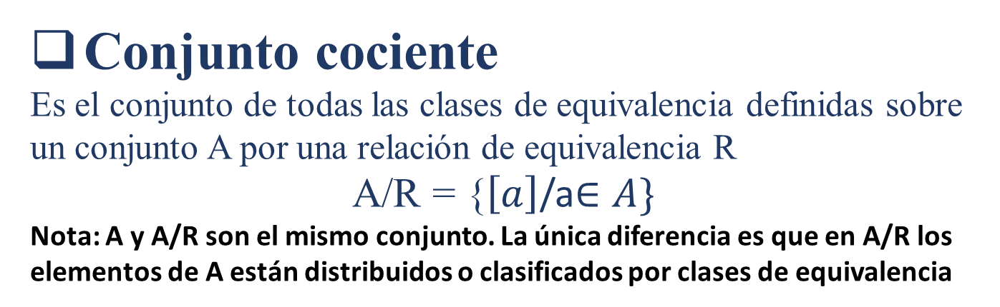 ❑ Conjunto cociente
Es el conjunto de todas las clases de equivalencia definidas sobre
un conjunto A por una relación de equivalencia R
A/R = {[a]/a∈ A}
Nota: A y A/R son el mismo conjunto. La única diferencia es que en A/R los
elementos de A están distribuidos o clasificados por clases de equivalencia